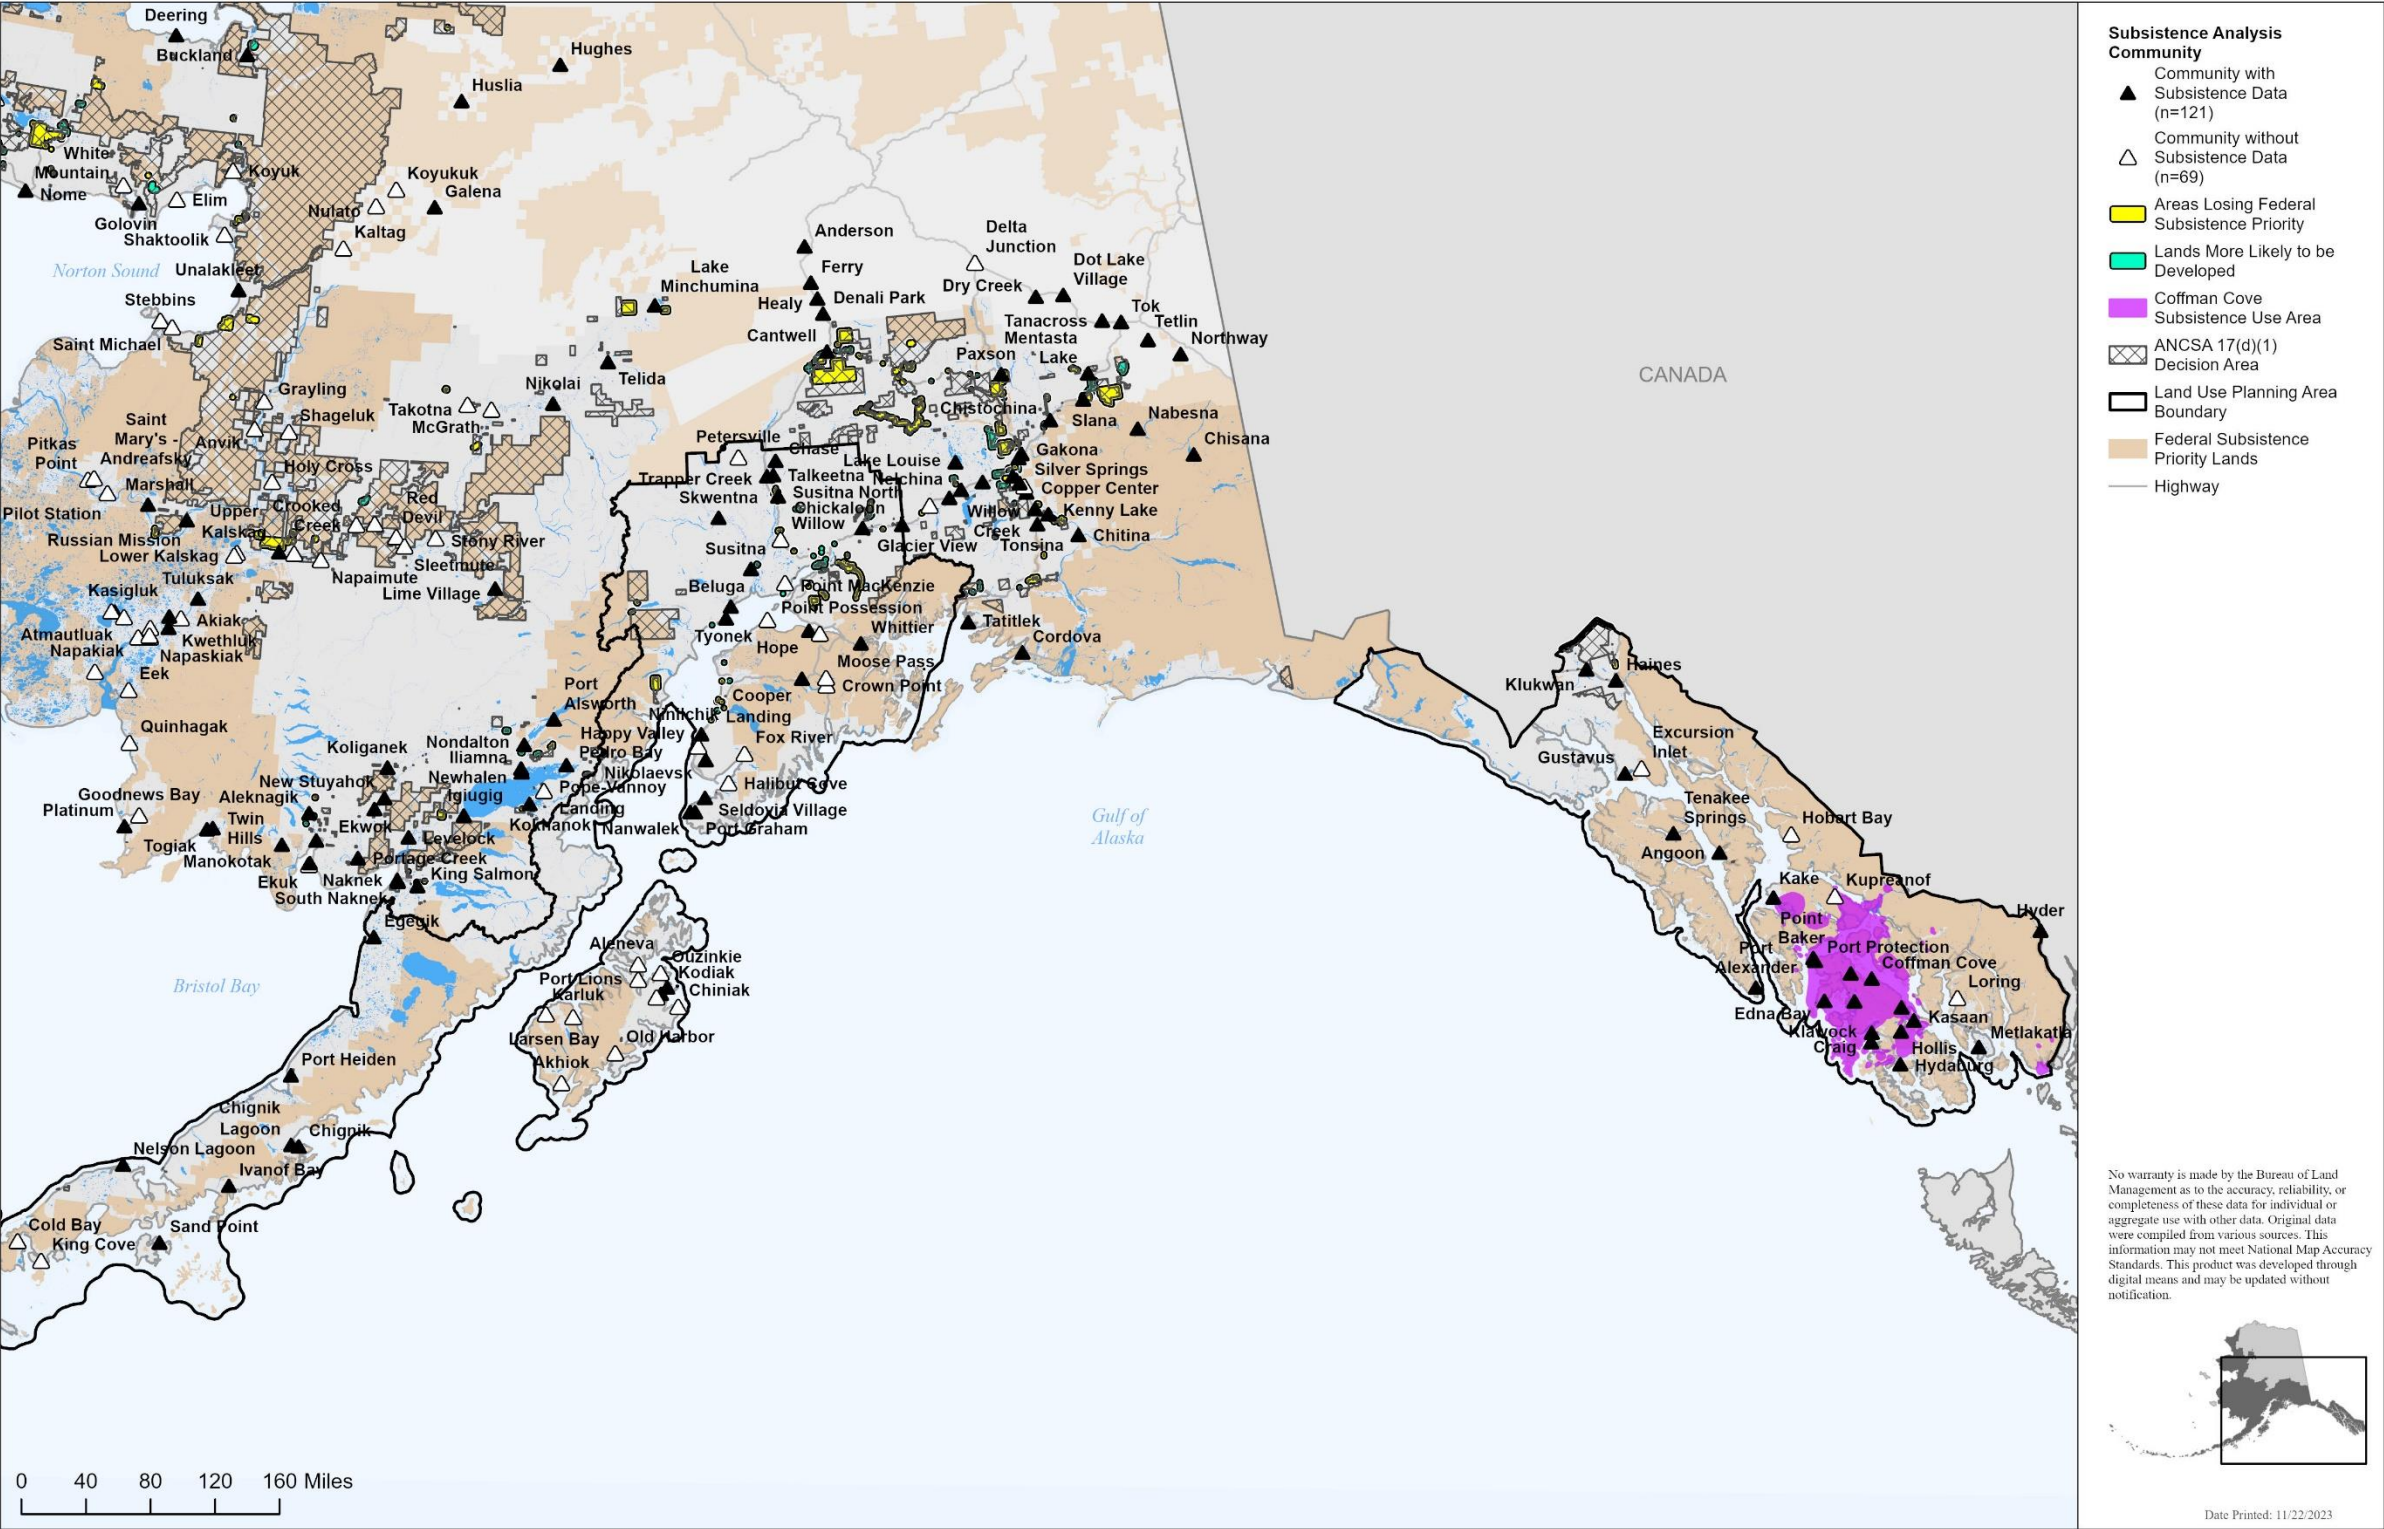 Deering
Buckland
Hughes
Huslia
White
Mountain
Nome
Koyuk
Koyukuk
Galena
Elim
Nulato
Golovin
Shaktoolik
Kaltag
Norton Sound
Unalakleet
Stebbins
Saint Michael
Anderson
Delta
Junction
Ferry
Lake
Minchumina
Dot Lake
Village
Healy
Denali Park
Dry Creek
Tok
Cantwell
Tanacross
Tetlin
Mentasta
Lake
Northway
Paxson
CANADA
Grayling
Nikolai
Telida
Shageluk
Takotna
McGrath
Chistochina
Slana
Nabesna
Chisana
Saint
Mary's -
Andreafsky
Pitkas
Point
Anvik
Petersville
Chase
Gakona
Holy Cross
Trapper Creek
Talkeetna
Lake Louise
Nelchina
Silver Springs
Copper Center
Marshall
Skwentna
Susitna North
Chickaloon
Willow
Pilot Station
Upper
Kalskag
Crooked
Creek
Red
Devil
Willow
Creek
Kenny Lake
Russian Mission
Lower Kalskag
Stony River
Susitna
Glacier View
Tonsina
Chitina
Tuluksak
Napaimute
Sleetmute
Lime Village
Kasigluk
Beluga
Point MacKenzie
Point Possession
Akiak
Whittier
Tatitlek
Atmautluak
Napakiak
Kwethluk
Napaskiak
Tyonek
Hope
Cordova
Eek
Moose Pass
Crown Point
Haines
Klukwan
Port
Alsworth
Cooper
Landing
Quinhagak
Ninilchik
Happy Valley
Fox River
Excursion
Inlet
Koliganek
Nondalton
Iliamna
Pedro Bay
Nikolaevsk
Gustavus
New Stuyahok
Newhalen
Halibut Cove
Goodnews Bay
Aleknagik
Igiugig
Pope-Vannoy
Landing
Platinum
Twin
Hills
Ekwok
Kokhanok
Seldovia Village
Nanwalek
Port Graham
Tenakee
Springs
Hobart Bay
Gulf of
Alaska
Togiak
Levelock
Manokotak
Portage Creek
Angoon
Ekuk
Naknek
King Salmon
South Naknek
Kake
Kupreanof
Egegik
Point
Baker
Hyder
Aleneva
Ouzinkie
Port
Alexander
Port Protection
Kodiak
Coffman Cove
Port Lions
Chiniak
Karluk
Loring
Bristol Bay
Edna Bay
Kasaan
Larsen Bay
Old Harbor
Klawock
Craig
Metlakatla
Akhiok
Hollis
Hydaburg
Port Heiden
Chignik
Lagoon
Chignik
Nelson Lagoon
Ivanof Bay
Cold Bay
Sand Point
King Cove
0 40 80 120 160 Miles
Subsistence Analysis
Community
Community with
Subsistence Data
(n=121)
Community without
Subsistence Data
(n=69)
Areas Losing Federal
Subsistence Priority
Lands More Likely to be
Developed
Coffman Cove
Subsistence Use Area
ANCSA 17(d)(1)
Decision Area
Land Use Planning Area
Boundary
Federal Subsistence
Priority Lands
Highway
No warranty is made by the Bureau of Land
Management as to the accuracy, reliability, or
completeness of these data for individual or
aggregate use with other data. Original data
were compiled from various sources. This
information may not meet National Map Accuracy
Standards. This product was developed through
digital means and may be updated without
notification.
Date Printed: 11/22/2023